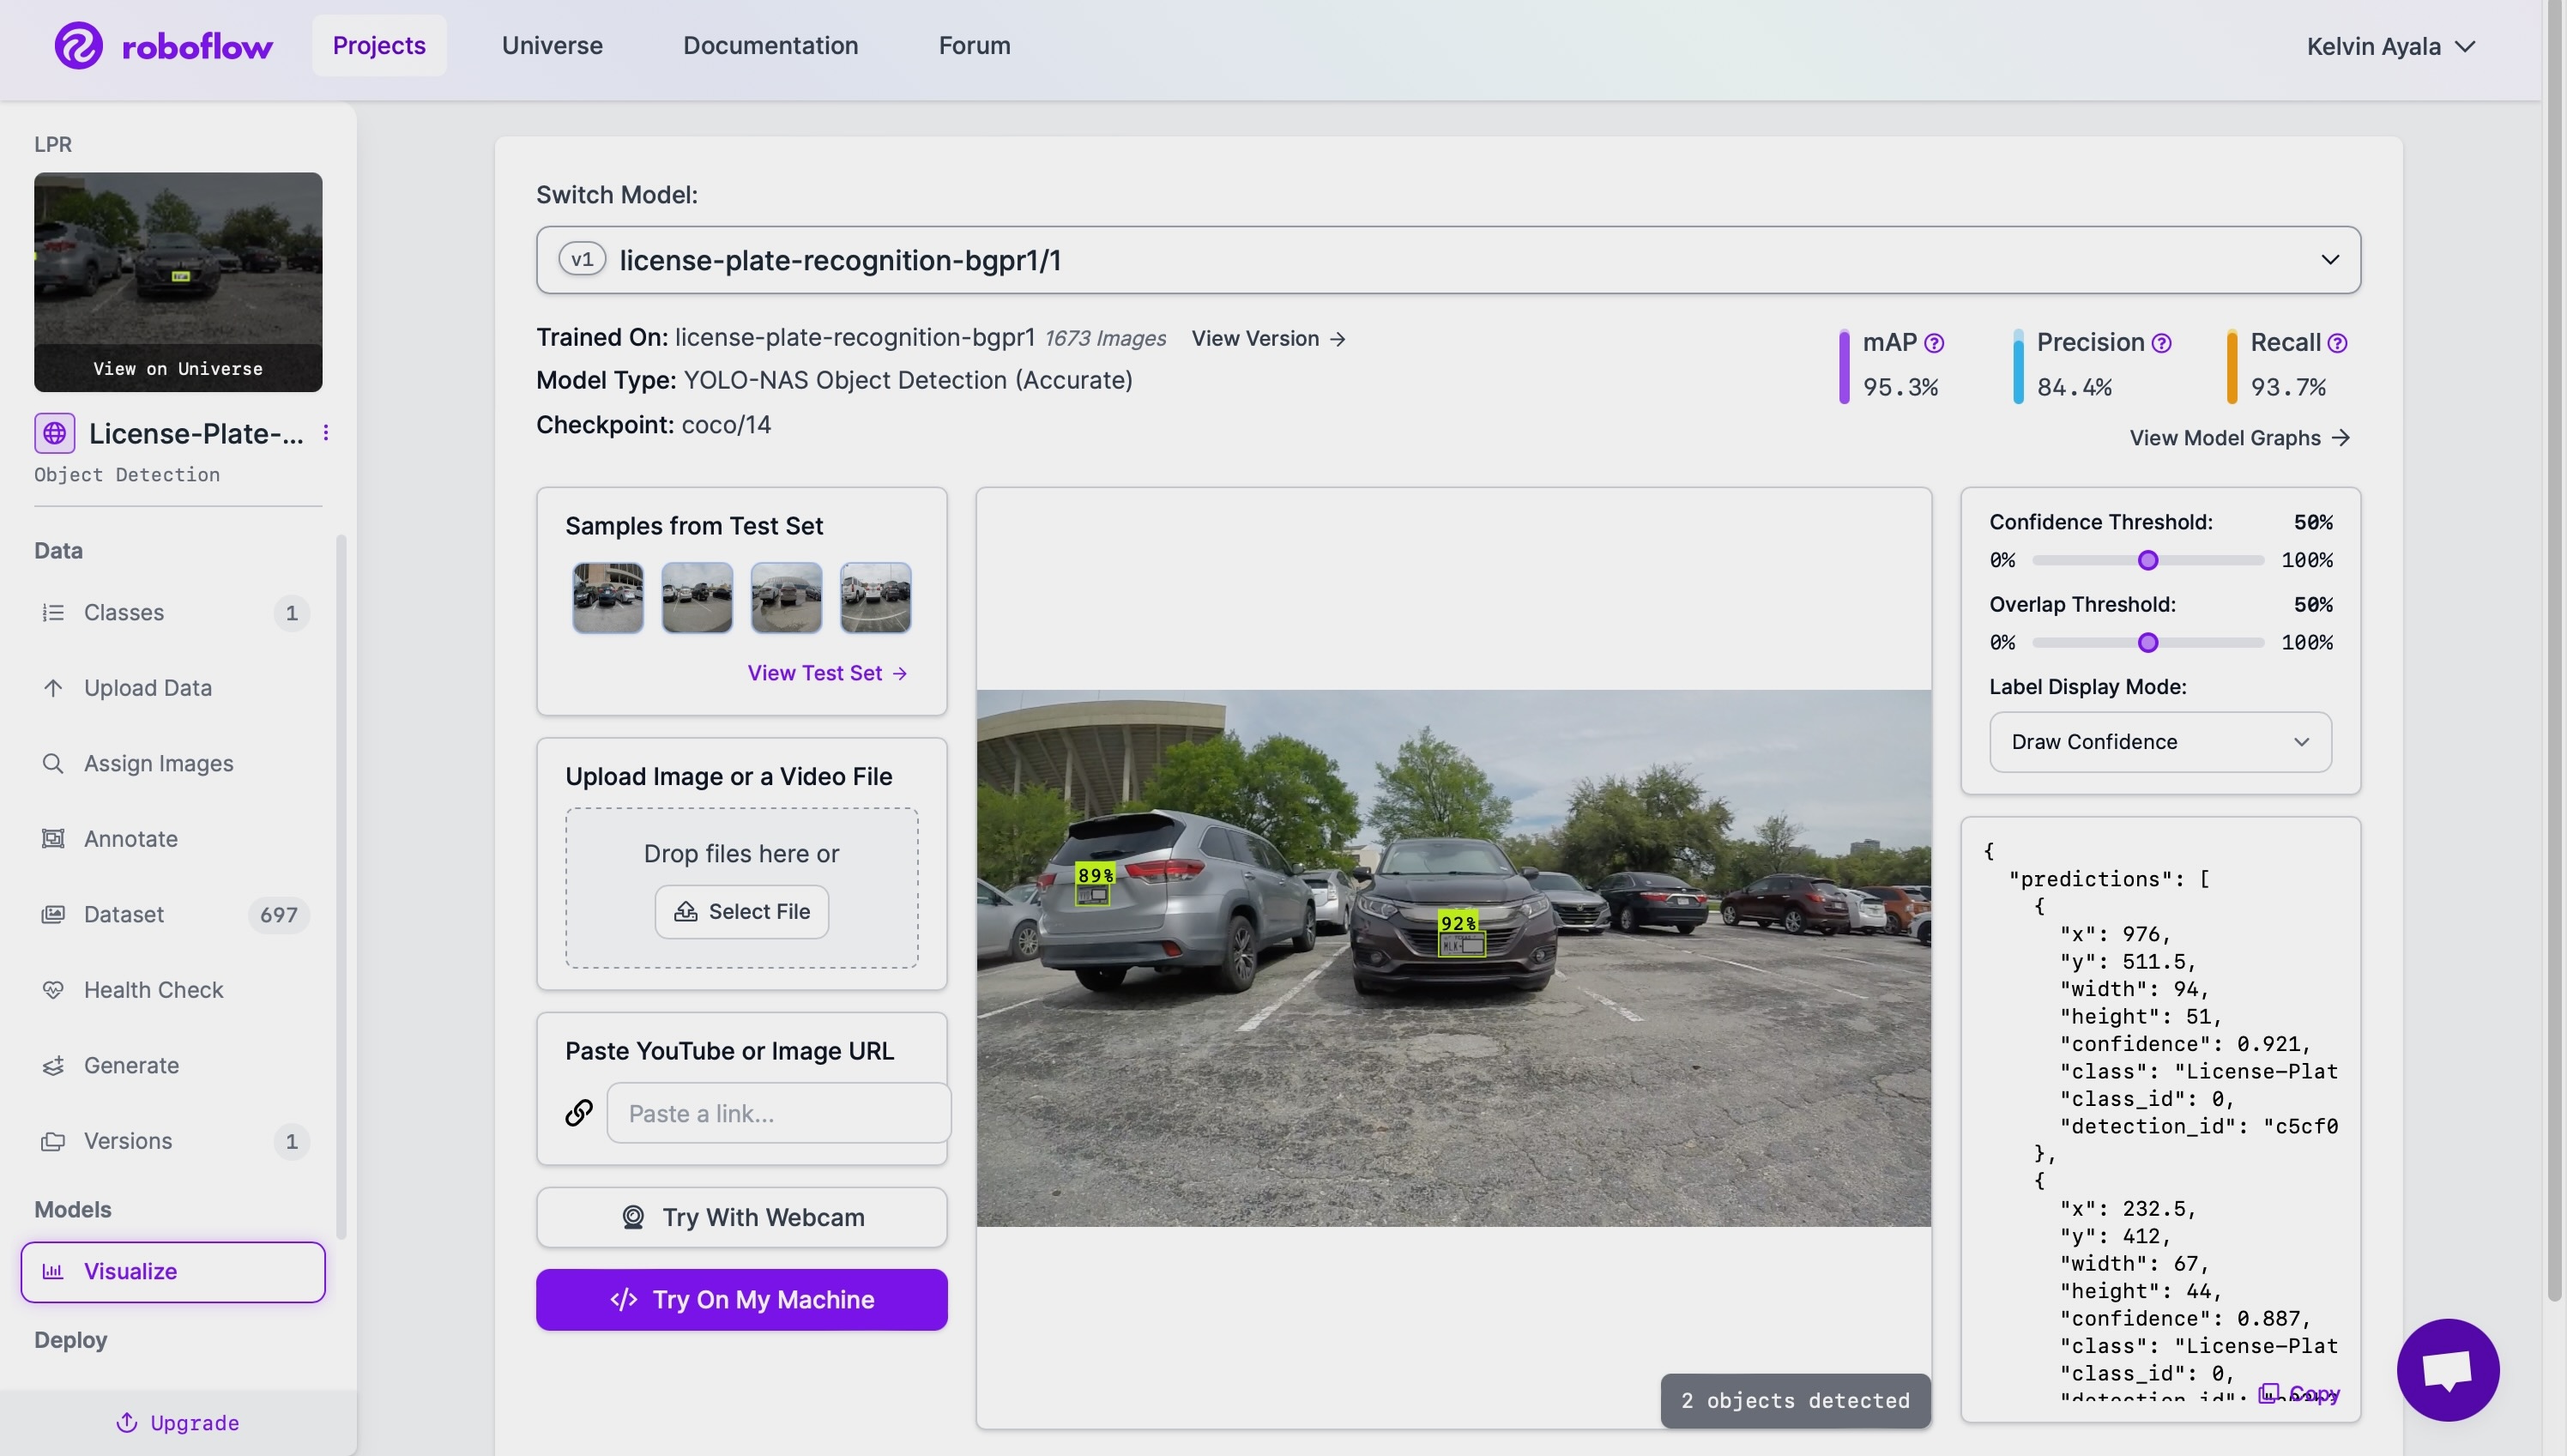 roboflow
Projects
Universe
Documentation
Forum
Kelvin Ayala
LPR
View on Universe
License-Plate-...
Object Detection
Data
Classes 1
Upload Data
Assign Images
Annotate
Dataset 697
Health Check
Generate
Versions 1
Models
Visualize
Deploy
Upgrade
Switch Model:
v1 license-plate-recognition-bgpr1/1
Trained On: license-plate-recognition-bgpr1 1673 Images View Version →
Model Type: YOLO-NAS Object Detection (Accurate)
Checkpoint: coco/14
mAP ?
95.3%
Precision ?
84.4%
Recall ?
93.7%
View Model Graphs →
Samples from Test Set
View Test Set →
Upload Image or a Video File
Drop files here or
Select File
Paste YouTube or Image URL
Paste a link...
Try With Webcam
</> Try On My Machine
89%
92%
MLK-
2 objects detected
Confidence Threshold: 50%
0% 100%
Overlap Threshold: 50%
0% 100%
Label Display Mode:
Draw Confidence
{
"predictions": [
{
"x": 976,
"y": 511.5,
"width": 94,
"height": 51,
"confidence": 0.921,
"class": "License-Plat
"class_id": 0,
"detection_id": "c5cf0
},
{
"x": 232.5,
"y": 412,
"width": 67,
"height": 44,
"confidence": 0.887,
"class": "License-Plat
"class_id": 0,
"detection_id":
Copy